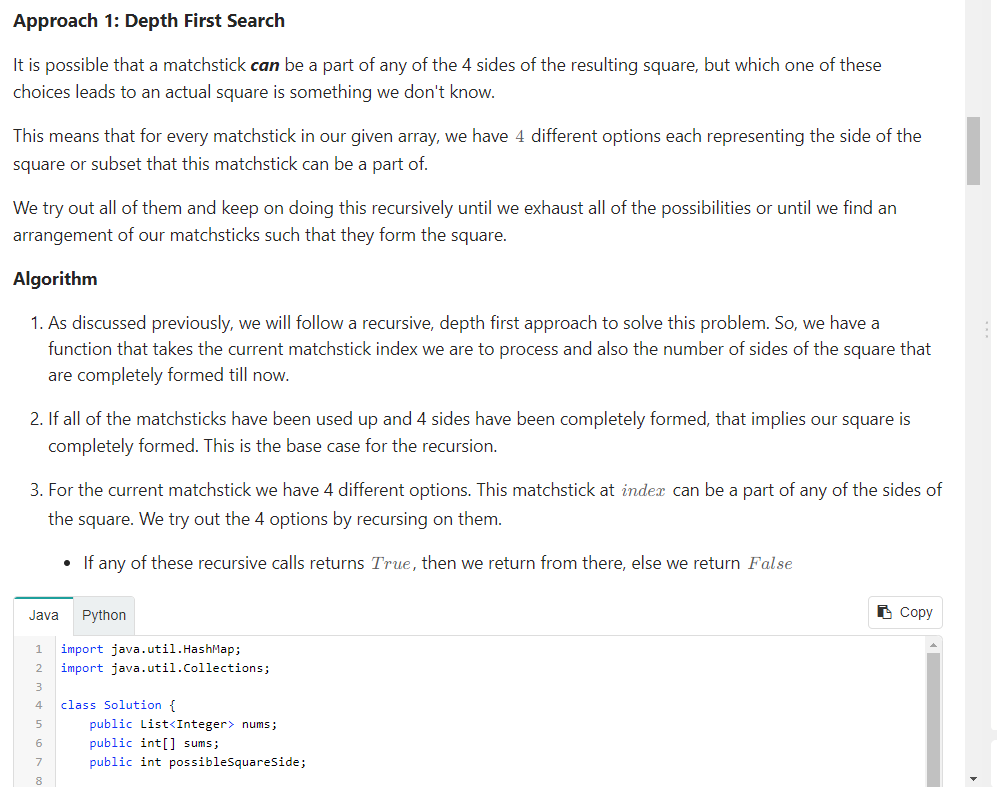 Approach 1: Depth First Search
It is possible that a matchstick can be a part of any of the 4 sides of the resulting square, but which one of these
choices leads to an actual square is something we don't know.
This means that for every matchstick in our given array, we have 4 different options each representing the side of the
square or subset that this matchstick can be a part of.
We try out all of them and keep on doing this recursively until we exhaust all of the possibilities or until we find an
arrangement of our matchsticks such that they form the square.
Algorithm
1. As discussed previously, we will follow a recursive, depth first approach to solve this problem. So, we have a
function that takes the current matchstick index we are to process and also the number of sides of the square that
are completely formed till now.
2. If all of the matchsticks have been used up and 4 sides have been completely formed, that implies our square is
completely formed. This is the base case for the recursion.
3. For the current matchstick we have 4 different options. This matchstick at index can be a part of any of the sides of
the square. We try out the 4 options by recursing on them.
• If any of these recursive calls returns True, then we return from there, else we return False
Java Python Copy
1 import java.util.HashMap;
2 import java.util.Collections;
3
4 class Solution {
5 public List<Integer> nums;
6 public int[] sums;
7 public int possibleSquareSide;
8